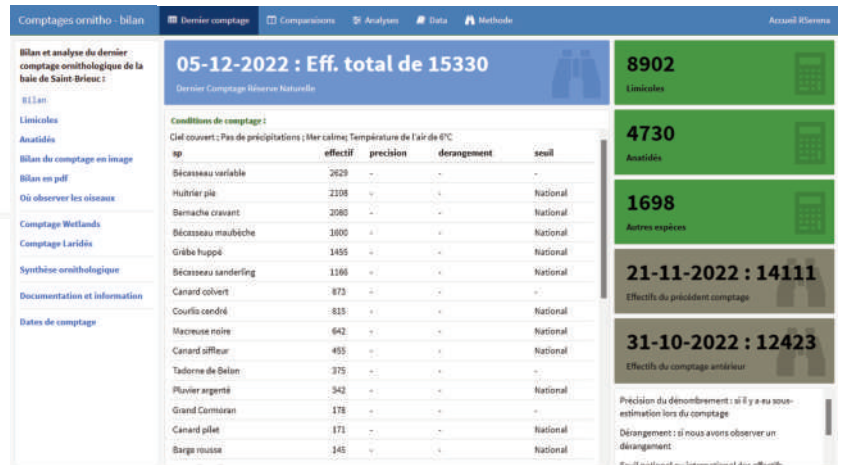 Comptages ornitho - bilan
Dernier comptage
Comparaisons
Analyses
Data
Methode
Accueil RSerena
Bilan et analyse du dernier
comptage ornithologique de la
baie de Saint-Brieuc :
Bilan
Limicoles
Anatidés
Bilan du comptage en image
Bilan en pdf
Où observer les oiseaux
Comptage Wetlands
Comptage Laridés
Synthèse ornithologique
Documentation et information
Dates de comptage
05-12-2022 : Eff. total de 15330
Dernier Comptage Réserve Naturelle
Conditions de comptage :
Ciel couvert ; Pas de précipitations ; Mer calme; Température de l'air de 6°C
sp effectif precision derangement seuil
Bécasseau variable 2629 - - -
Huitrier pie 2108 - - National
Bernache cravant 2080 - - National
Bécasseau maubèche 1600 - - National
Grèbe huppé 1455 - - National
Bécasseau sanderling 1166 - - National
Canard colvert 873 - - -
Courlis cendré 815 - - National
Macreuse noire 642 - - National
Canard siffleur 455 - - National
Tadorne de Belon 375 - - -
Pluvier argenté 342 - - National
Grand Cormoran 178 - - -
Canard pilet 171 - - National
Barge rousse 145 - - National
8902
Limicoles
4730
Anatidés
1698
Autres espèces
21-11-2022 : 14111
Effectifs du précédent comptage
31-10-2022 : 12423
Effectifs du comptage antérieur
Précision du dénombrement : si il y a eu sous-
estimation lors du comptage
Dérangement : si nous avons observer un
dérangement